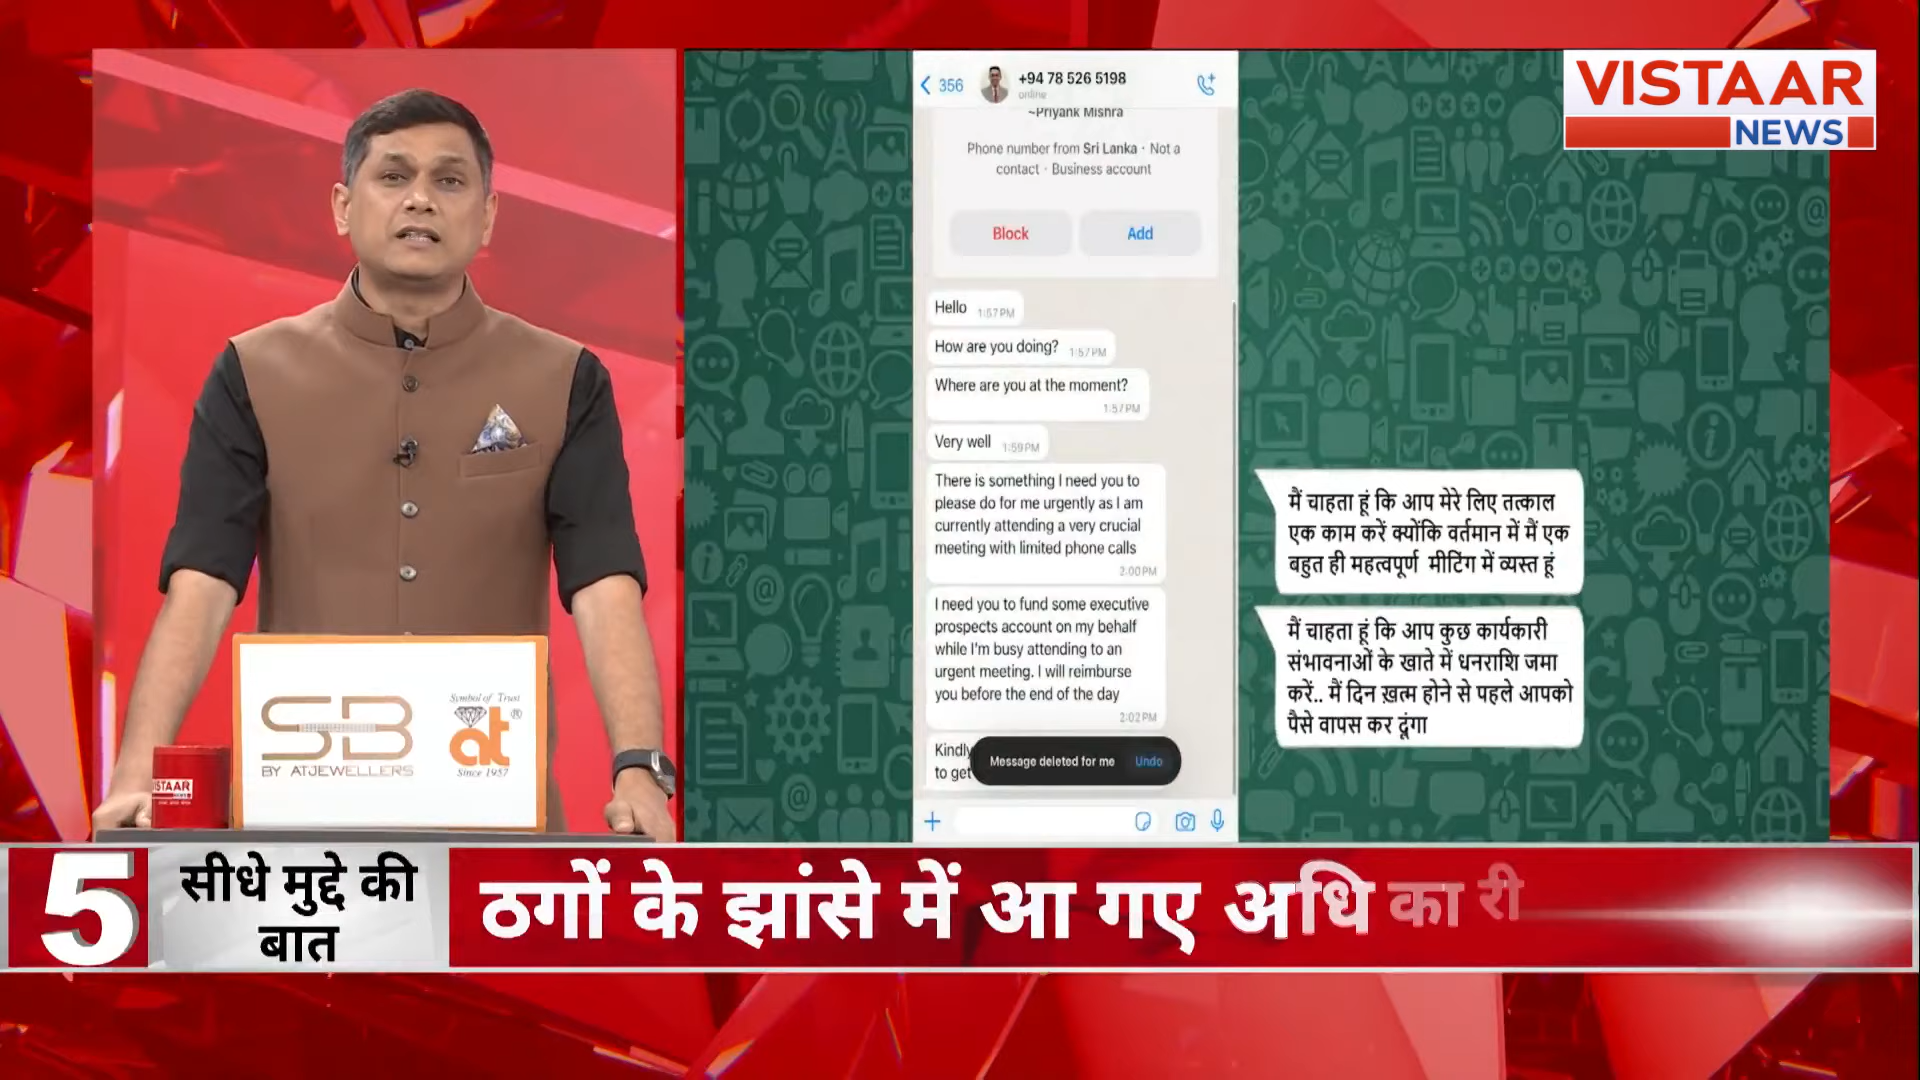 VISTAAR
NEWS
356
+94 78 526 5198
online
~Priyank Mishra
Phone number from Sri Lanka · Not a
contact · Business account
Block
Add
Hello 1:57 PM
How are you doing? 1:57 PM
Where are you at the moment?
1:57 PM
Very well 1:59 PM
There is something I need you to
please do for me urgently as I am
currently attending a very crucial
meeting with limited phone calls
2:00 PM
I need you to fund some executive
prospects account on my behalf
while I'm busy attending to an
urgent meeting. I will reimburse
you before the end of the day
2:02 PM
Kindly
to get
Message deleted for me Undo
मैं चाहता हूं कि आप मेरे लिए तत्काल
एक काम करें क्योंकि वर्तमान में मैं एक
बहुत ही महत्वपूर्ण मीटिंग में व्यस्त हूं
मैं चाहता हूं कि आप कुछ कार्यकारी
संभावनाओं के खाते में धनराशि जमा
करें.. मैं दिन ख़त्म होने से पहले आपको
पैसे वापस कर दूंगा
SB
BY ATJEWELLERS
Symbol of Trust
at®
Since 1957
VISTAAR
5
सीधे मुद्दे की
बात
ठगों के झांसे में आ गए अधिकारी